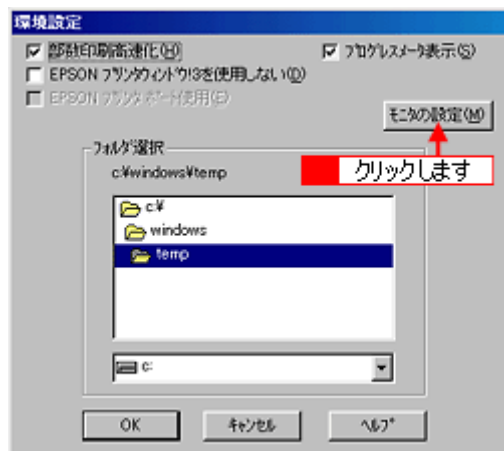 環境設定
部数印刷高速化(H)
プログレスメータ表示(S)
EPSON プリンタウィンドウ!3を使用しない(D)
EPSON プリンタポート使用(E)
モニタの設定(M)
クリックします
フォルダ選択
c:¥windows¥temp
c:¥
windows
temp
c:
OK
キャンセル
ヘルプ